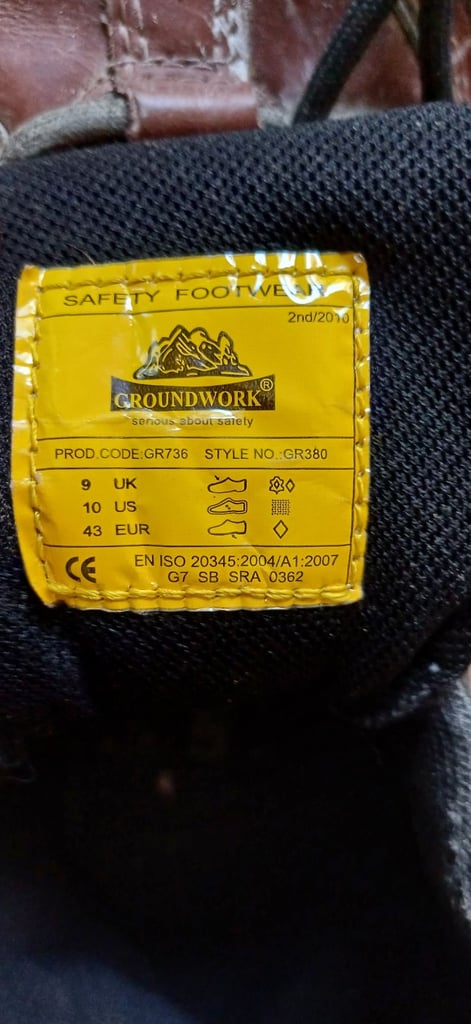 SAFETY FOOTWEAR
2nd/2010
GROUNDWORK®
serious about safety
PROD.CODE:GR736 STYLE NO.:GR380
9 UK
10 US
43 EUR
CE EN ISO 20345:2004/A1:2007
G7 SB SRA 0362